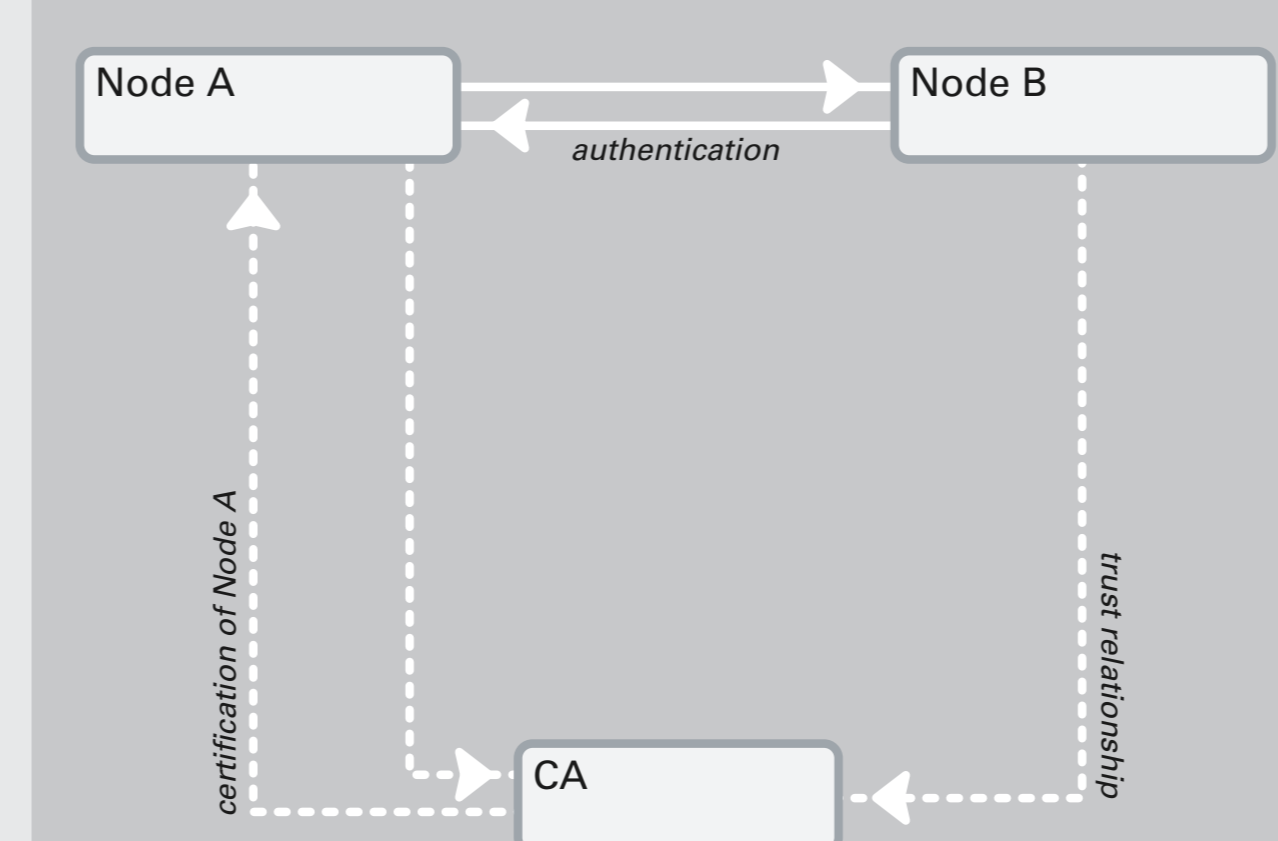 Node A
Node B
authentication
certification of Node A
trust relationship
CA